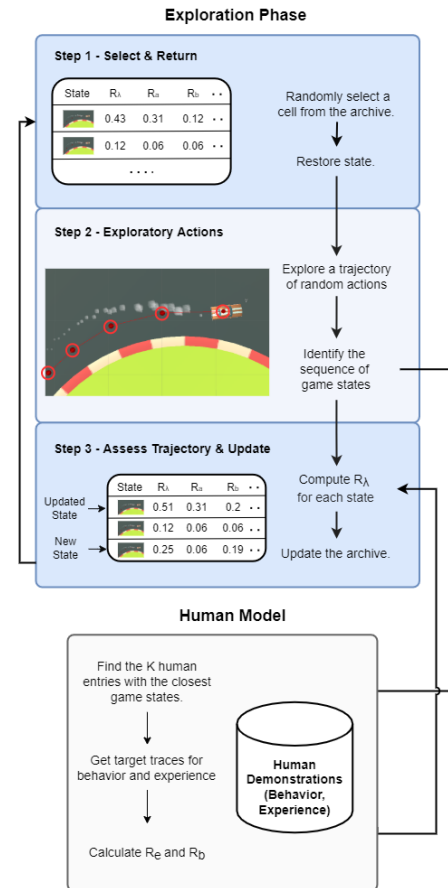 Exploration Phase
Step 1 - Select & Return
State Rλ Ra Rb ··
0.43 0.31 0.12 ··
0.12 0.06 0.06 ··
····
Randomly select a
cell from the archive.
Restore state.
Step 2 - Exploratory Actions
Explore a trajectory
of random actions
Identify the
sequence of
game states
Step 3 - Assess Trajectory & Update
State Rλ Ra Rb ··
Updated
State
0.51 0.31 0.2 ··
0.12 0.06 0.06 ··
New
State
0.25 0.06 0.19 ··
Compute Rλ
for each state
Update the archive.
Human Model
Find the K human
entries with the closest
game states.
Get target traces for
behavior and experience
Calculate Re and Rb
Human
Demonstrations
(Behavior,
Experience)